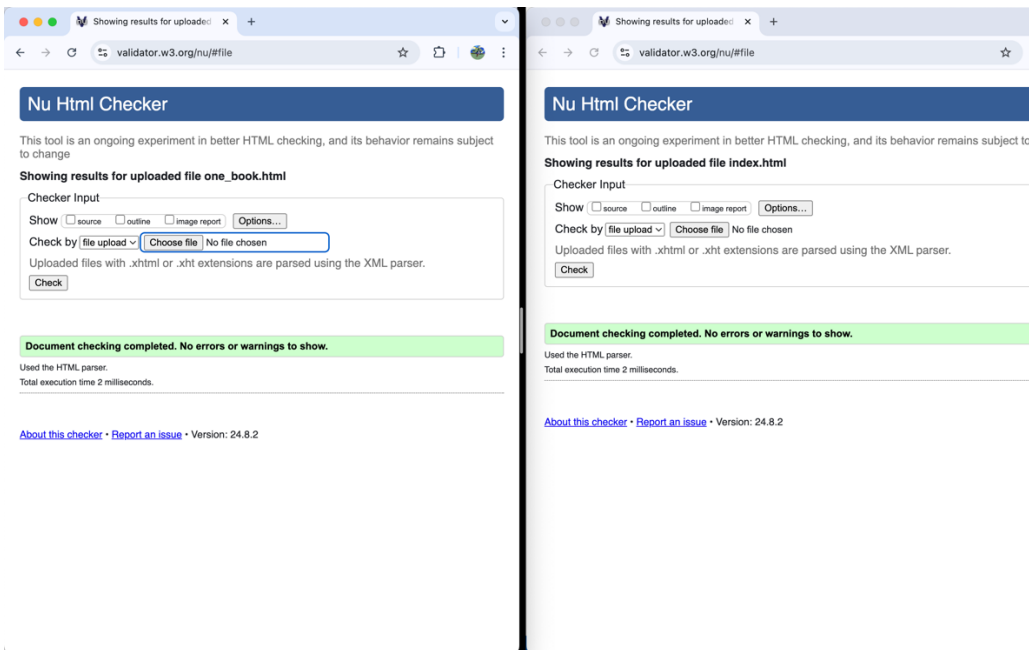 Showing results for uploaded
validator.w3.org/nu/#file
Nu Html Checker
This tool is an ongoing experiment in better HTML checking, and its behavior remains subject
to change
Showing results for uploaded file one_book.html
Checker Input
Show source outline image report Options...
Check by file upload Choose file No file chosen
Uploaded files with .xhtml or .xht extensions are parsed using the XML parser.
Check
Document checking completed. No errors or warnings to show.
Used the HTML parser.
Total execution time 2 milliseconds.
About this checker • Report an issue • Version: 24.8.2
Showing results for uploaded
validator.w3.org/nu/#file
Nu Html Checker
This tool is an ongoing experiment in better HTML checking, and its behavior remains subject to
Showing results for uploaded file index.html
Checker Input
Show source outline image report Options...
Check by file upload Choose file No file chosen
Uploaded files with .xhtml or .xht extensions are parsed using the XML parser.
Check
Document checking completed. No errors or warnings to show.
Used the HTML parser.
Total execution time 2 milliseconds.
About this checker • Report an issue • Version: 24.8.2